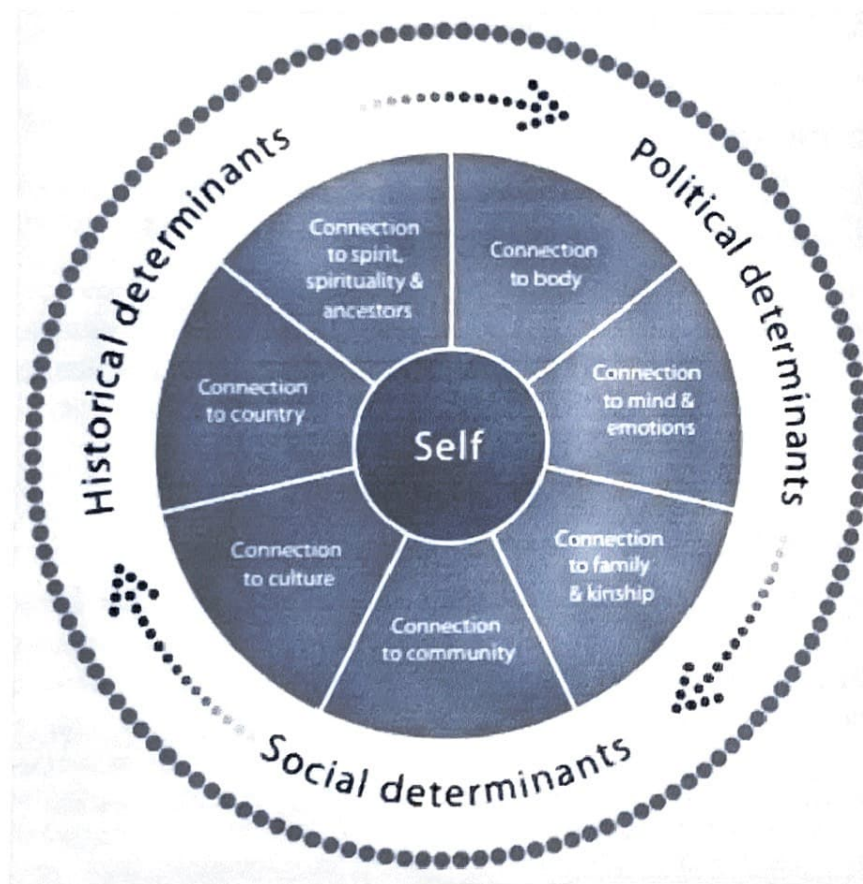 Historical determinants
Political determinants
Connection
to spirit,
spirituality &
ancestors
Connection
to body
Connection
to country
Connection
to mind &
emotions
Self
Connection
to culture
Connection
to family
& kinship
Connection
to community
Social determinants